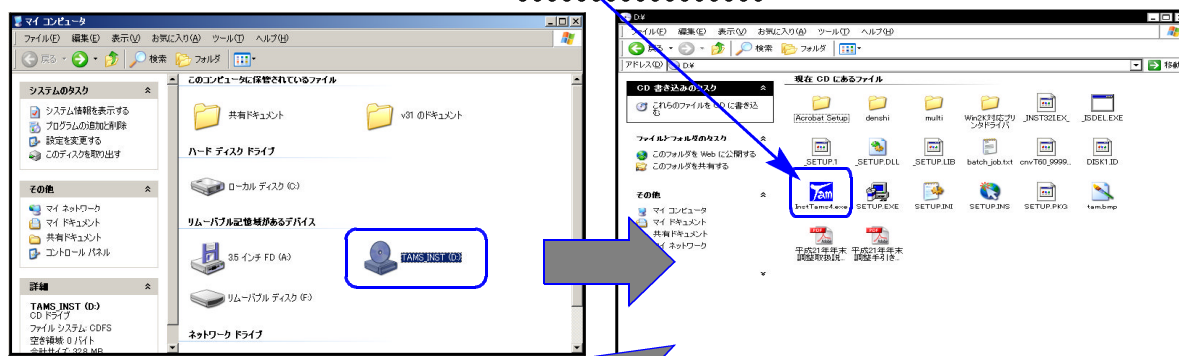 マイ コンピュータ
ファイル(F) 編集(E) 表示(V) お気に入り(A) ツール(T) ヘルプ(H)
戻る 検索 フォルダ
システムのタスク
システム情報を表示する
プログラムの追加と削除
設定を変更する
このディスクを取り出す
その他
マイ ネットワーク
マイ ドキュメント
共有ドキュメント
コントロール パネル
詳細
TAMS_INST (D:)
CD ドライブ
ファイル システム: CDFS
空き領域: 0 バイト
合計サイズ: 328 MB
このコンピュータに保管されているファイル
共有ドキュメント
v31 のドキュメント
ハード ディスク ドライブ
ローカル ディスク (C:)
リムーバブル記憶域があるデバイス
3.5 インチ FD (A:)
TAMS_INST (D:)
リムーバブル ディスク (F:)
ネットワーク ドライブ
D:¥
ファイル(F) 編集(E) 表示(V) お気に入り(A) ツール(T) ヘルプ(H)
戻る 検索 フォルダ
アドレス(D) D:¥
移動
CD 書き込みのタスク
これらのファイルを CD に書き込む
ファイルとフォルダのタスク
このフォルダを Web に公開する
このフォルダを共有する
その他
マイ コンピュータ
マイ ドキュメント
共有ドキュメント
マイ ネットワーク
現在 CD にあるファイル
Acrobat Setup denshi multi Win2K対応プリンタドライバ _INST32I.EX_ _ISDEL.EXE
_SETUP.1 _SETUP.DLL _SETUP.LIB batch_job.txt cnvT60_9999... DISK1.ID
Tam
InstTams4.exe SETUP.EXE SETUP.INI SETUP.INS SETUP.PKG tam.bmp
平成21年年末調整取扱説... 平成21年年末調整手引き...